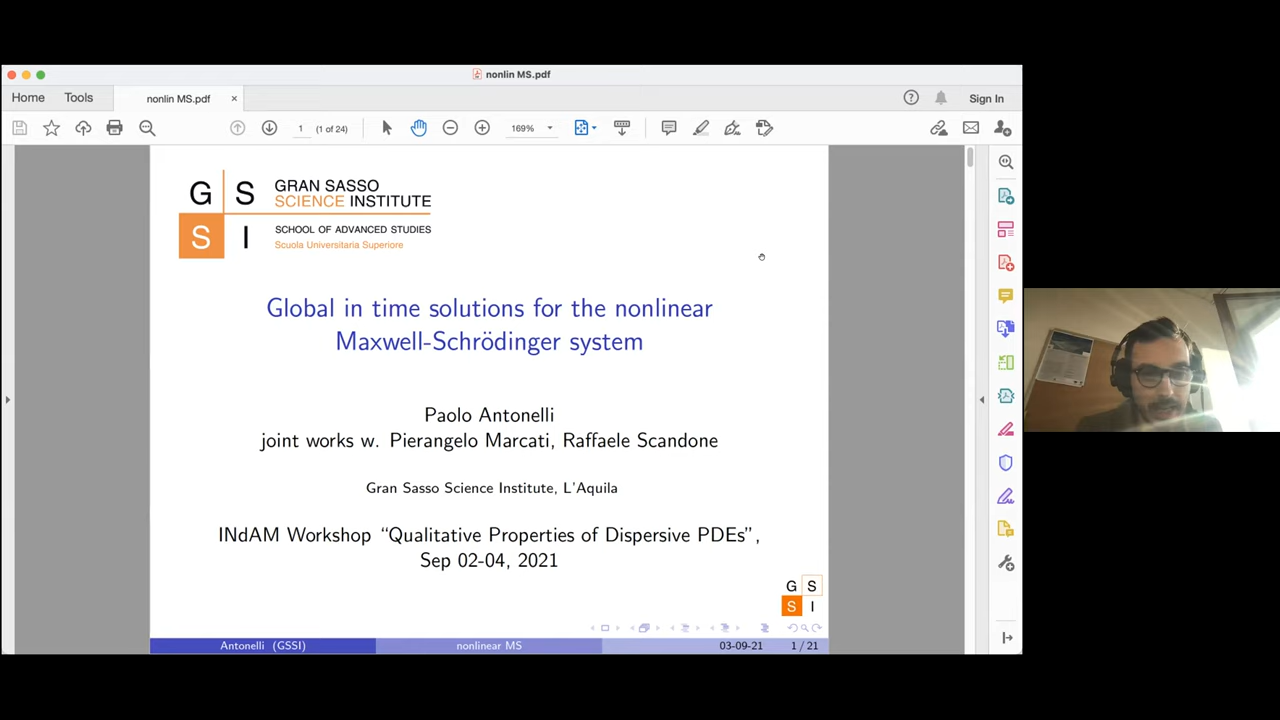 nonlin MS.pdf
Home Tools nonlin MS.pdf × Sign In
1 (1 of 24) 169%
G S GRAN SASSO
SCIENCE INSTITUTE
S I SCHOOL OF ADVANCED STUDIES
Scuola Universitaria Superiore
Global in time solutions for the nonlinear
Maxwell-Schrödinger system
Paolo Antonelli
joint works w. Pierangelo Marcati, Raffaele Scandone
Gran Sasso Science Institute, L'Aquila
INdAM Workshop “Qualitative Properties of Dispersive PDEs”,
Sep 02-04, 2021
G S
S I
Antonelli (GSSI) nonlinear MS 03-09-21 1 / 21